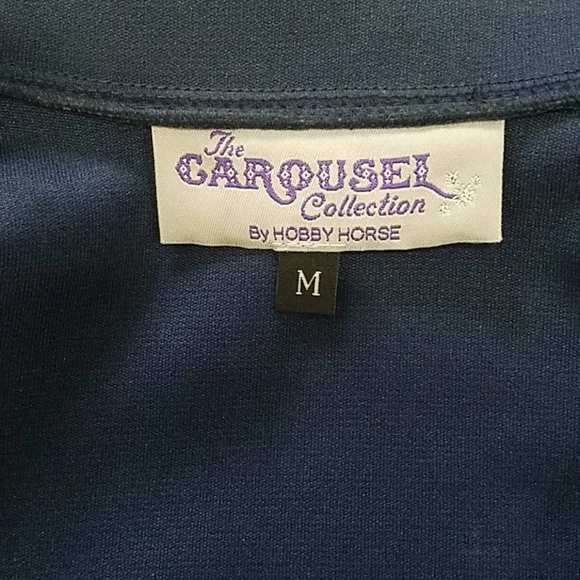 The
CAROUSEL
Collection
By HOBBY HORSE
M